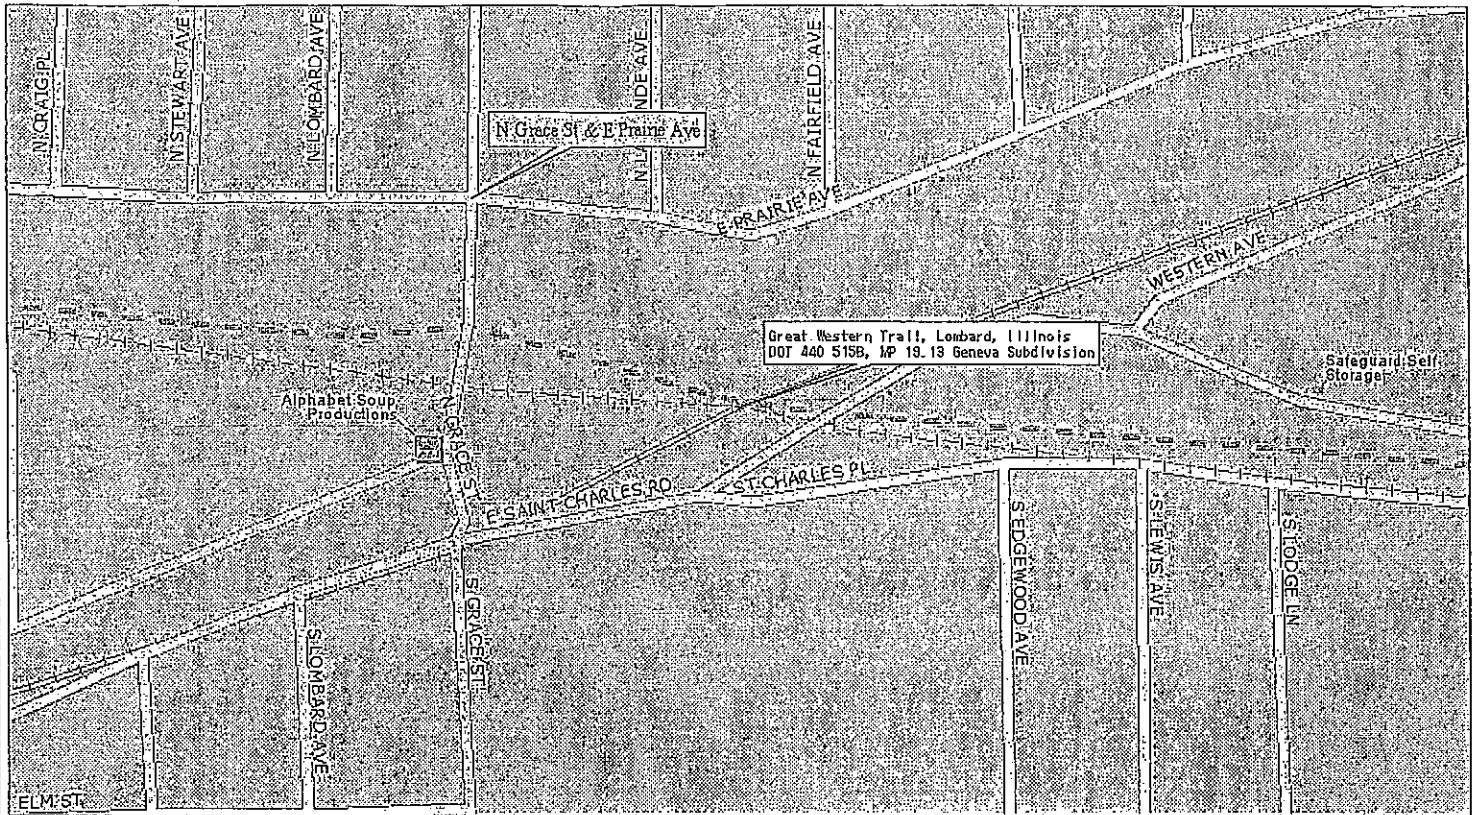 N CRAIG PL
N STEWART AVE
N LOMBARD AVE
N FAIRFIELD AVE
N Grace St & E Prairie Ave
E PRAIRIE AVE
WESTERN AVE
Great Western Trail, Lombard, Illinois
DOT 440 515B, MP 19.13 Geneva Subdivision
Safeguard Self
Storage
Alphabet Soup
Productions
N GRACE ST
E SAINT CHARLES RD
ST CHARLES PL
S EDGEWOOD AVE
S LEWIS AVE
S LODGE LN
S GRACE ST
S LOMBARD AVE
ELM ST